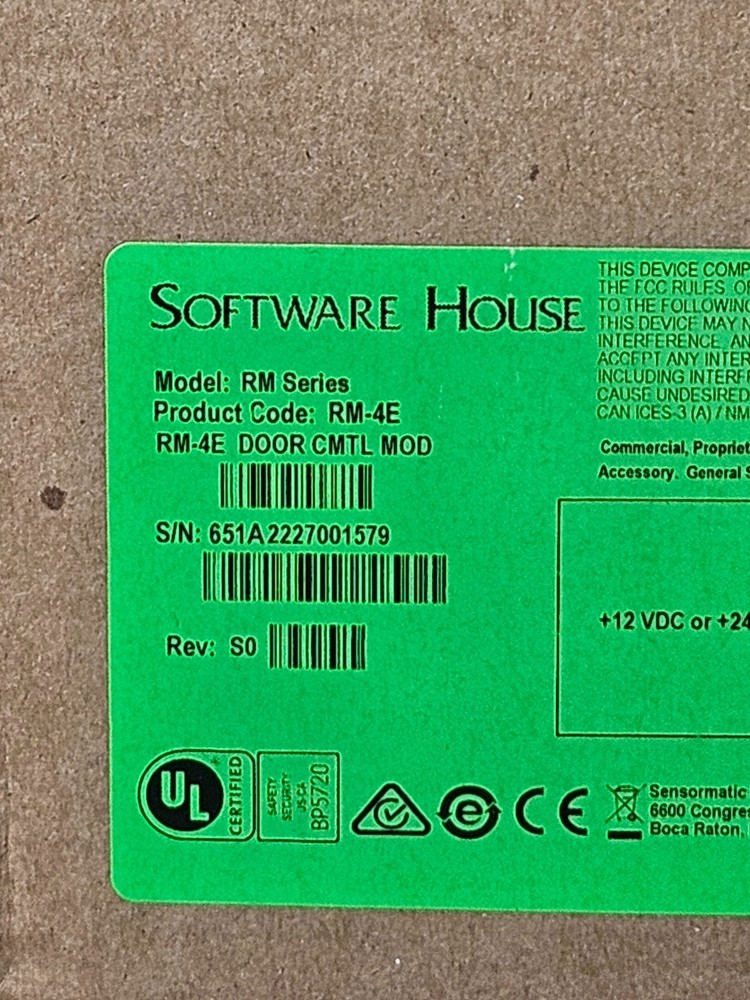 SOFTWARE HOUSE
Model: RM Series
Product Code: RM-4E
RM-4E DOOR CMTL MOD
S/N: 651A2227001579
Rev: S0
UL
CERTIFIED
SAFETY
SECURITY
US-CA
BP5720
THIS DEVICE COMP
THE FCC RULES. OP
TO THE FOLLOWING
THIS DEVICE MAY N
INTERFERENCE, AN
ACCEPT ANY INTER
INCLUDING INTERFE
CAUSE UNDESIRED
CAN ICES-3 (A) / NM
Commercial, Propriet
Accessory. General S
+12 VDC or +24
CE
Sensormatic
6600 Congres
Boca Raton,